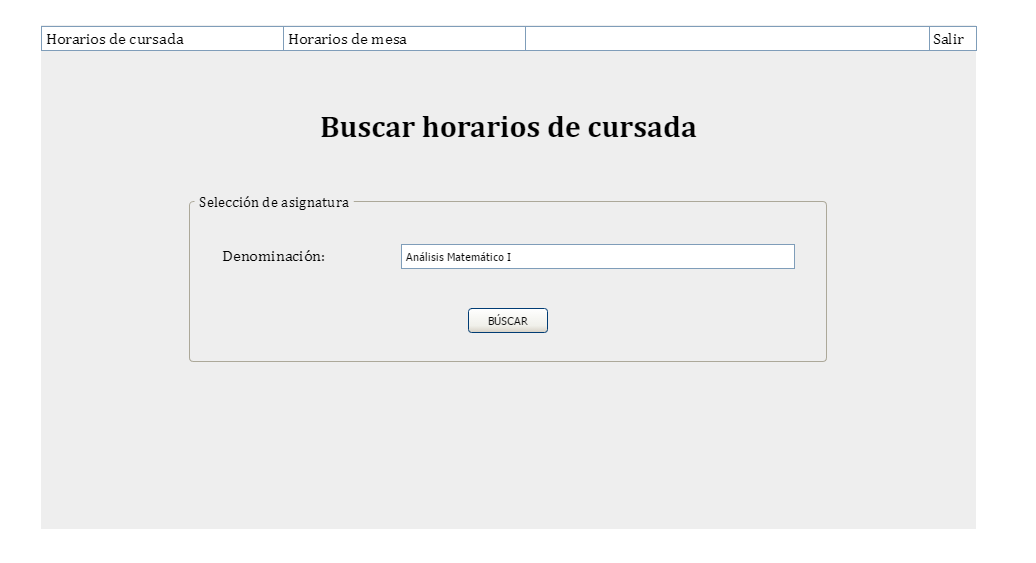 Horarios de cursada Horarios de mesa Salir
Buscar horarios de cursada
Selección de asignatura
Denominación: Análisis Matemático I
BÚSCAR